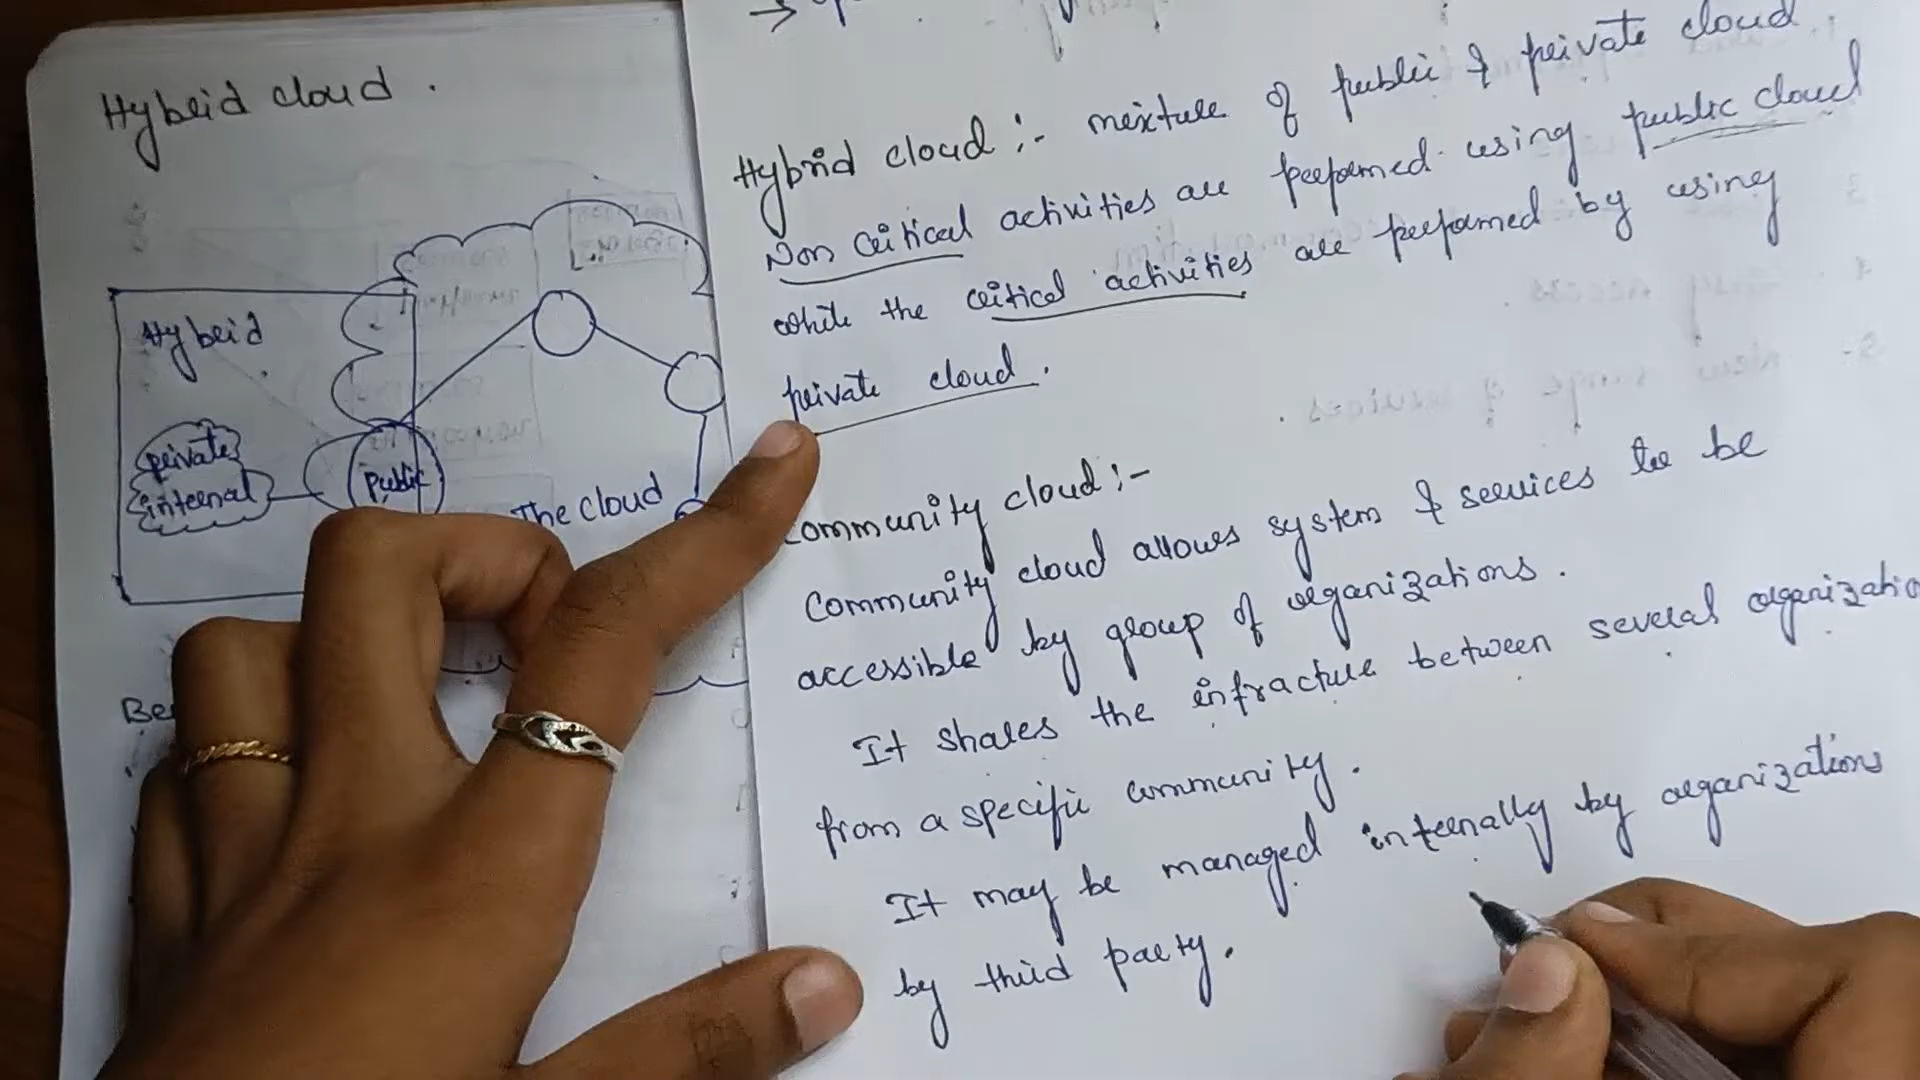 Hybrid cloud.
Hybrid
private
internal
public
The cloud
Be
Hybrid cloud :- mixture of public & private cloud.
Non critical activities are performed using public cloud
while the critical activities are performed by using
private cloud.
community cloud :-
Community cloud allows system & services to be
accessible by group of organizations.
It shares the infracture between several organizatio
from a specific community.
It may be managed internally by organizations
by third party.